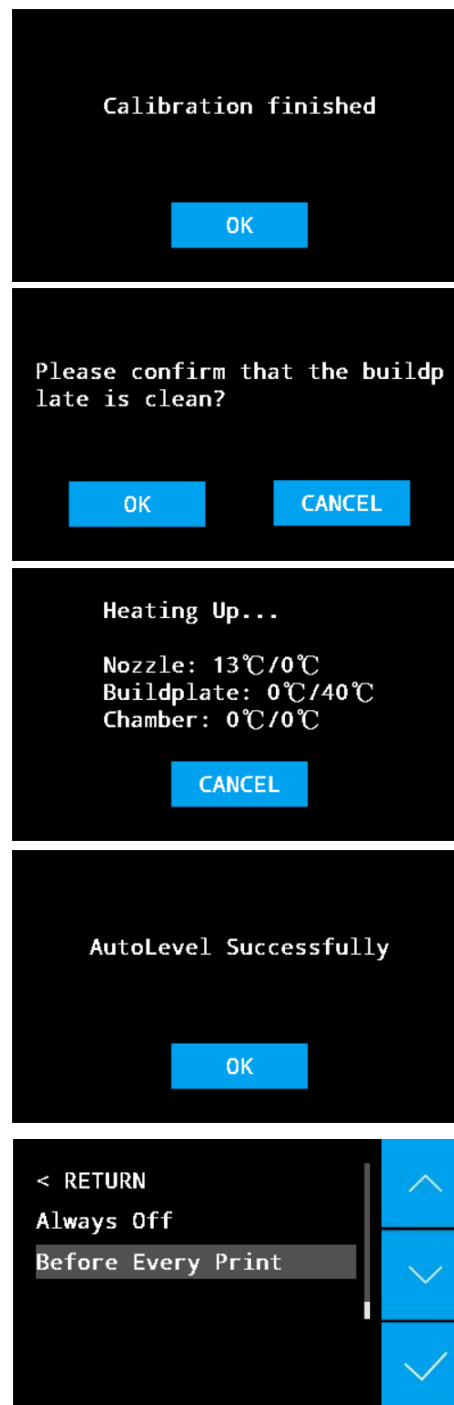 Calibration finished
OK
Please confirm that the buildp
late is clean?
OK CANCEL
Heating Up...
Nozzle: 13℃/0℃
Buildplate: 0℃/40℃
Chamber: 0℃/0℃
CANCEL
AutoLevel Successfully
OK
< RETURN
Always Off
Before Every Print